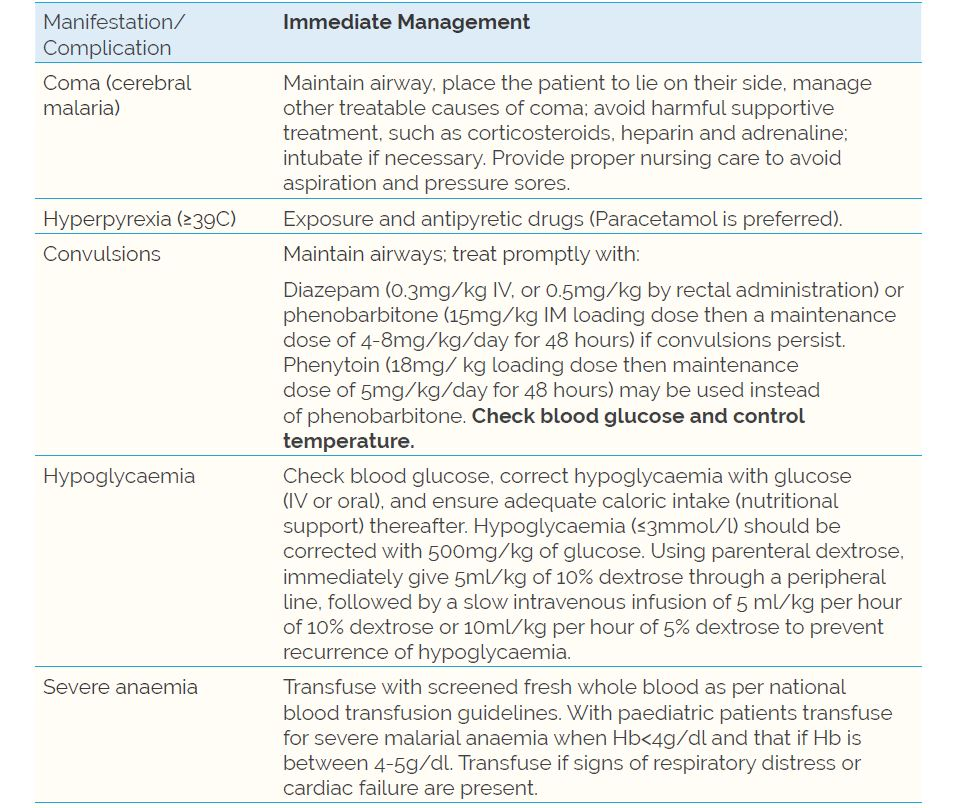 Manifestation/ Immediate Management
Complication
Coma (cerebral Maintain airway, place the patient to lie on their side, manage
malaria) other treatable causes of coma; avoid harmful supportive
treatment, such as corticosteroids, heparin and adrenaline;
intubate if necessary. Provide proper nursing care to avoid
aspiration and pressure sores.
Hyperpyrexia (≥39C) Exposure and antipyretic drugs (Paracetamol is preferred).
Convulsions Maintain airways; treat promptly with:
Diazepam (0.3mg/kg IV, or 0.5mg/kg by rectal administration) or
phenobarbitone (15mg/kg IM loading dose then a maintenance
dose of 4-8mg/kg/day for 48 hours) if convulsions persist.
Phenytoin (18mg/ kg loading dose then maintenance
dose of 5mg/kg/day for 48 hours) may be used instead
of phenobarbitone. Check blood glucose and control
temperature.
Hypoglycaemia Check blood glucose, correct hypoglycaemia with glucose
(IV or oral), and ensure adequate caloric intake (nutritional
support) thereafter. Hypoglycaemia (≤3mmol/l) should be
corrected with 500mg/kg of glucose. Using parenteral dextrose,
immediately give 5ml/kg of 10% dextrose through a peripheral
line, followed by a slow intravenous infusion of 5 ml/kg per hour
of 10% dextrose or 10ml/kg per hour of 5% dextrose to prevent
recurrence of hypoglycaemia.
Severe anaemia Transfuse with screened fresh whole blood as per national
blood transfusion guidelines. With paediatric patients transfuse
for severe malarial anaemia when Hb<4g/dl and that if Hb is
between 4-5g/dl. Transfuse if signs of respiratory distress or
cardiac failure are present.